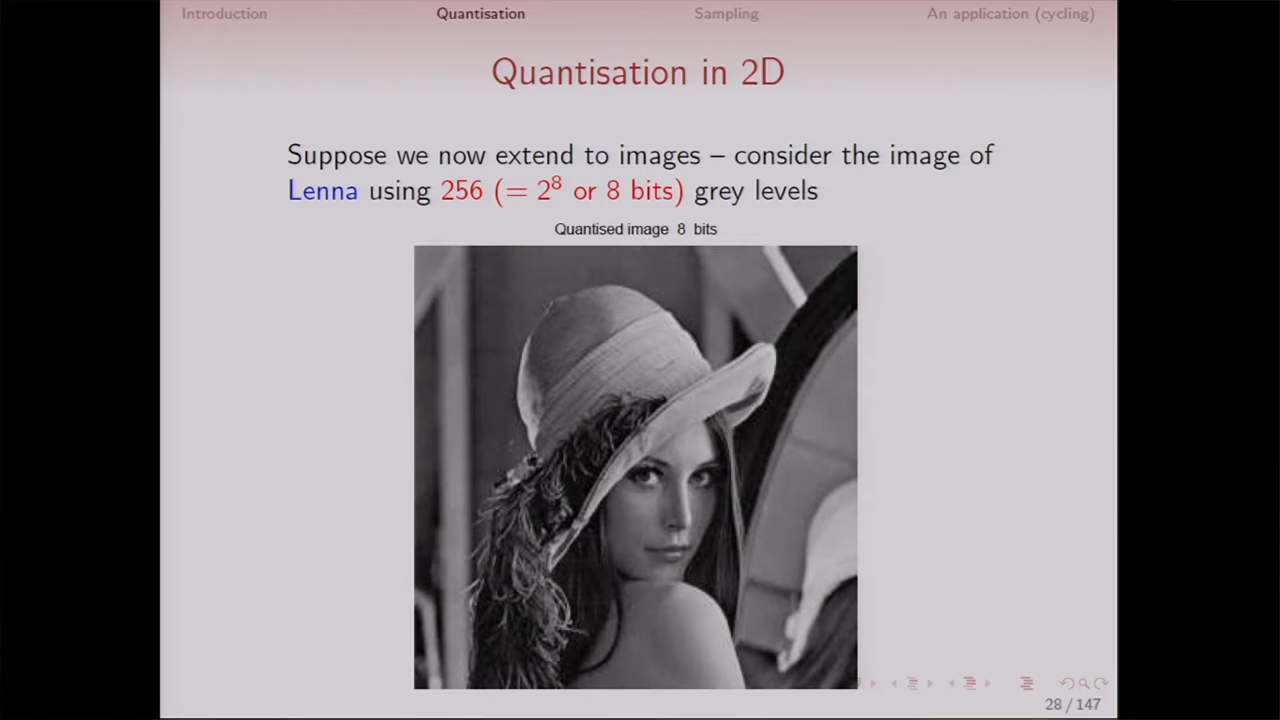 Introduction Quantisation Sampling An application (cycling)
Quantisation in 2D
Suppose we now extend to images – consider the image of
Lenna using 256 (= 2⁸ or 8 bits) grey levels
Quantised image 8 bits
28 / 147